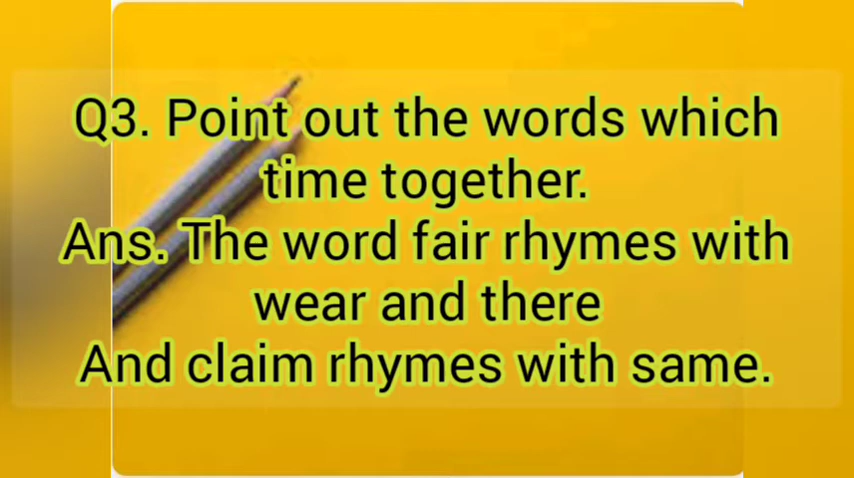 Q3. Point out the words which
time together.
Ans. The word fair rhymes with
wear and there
And claim rhymes with same.